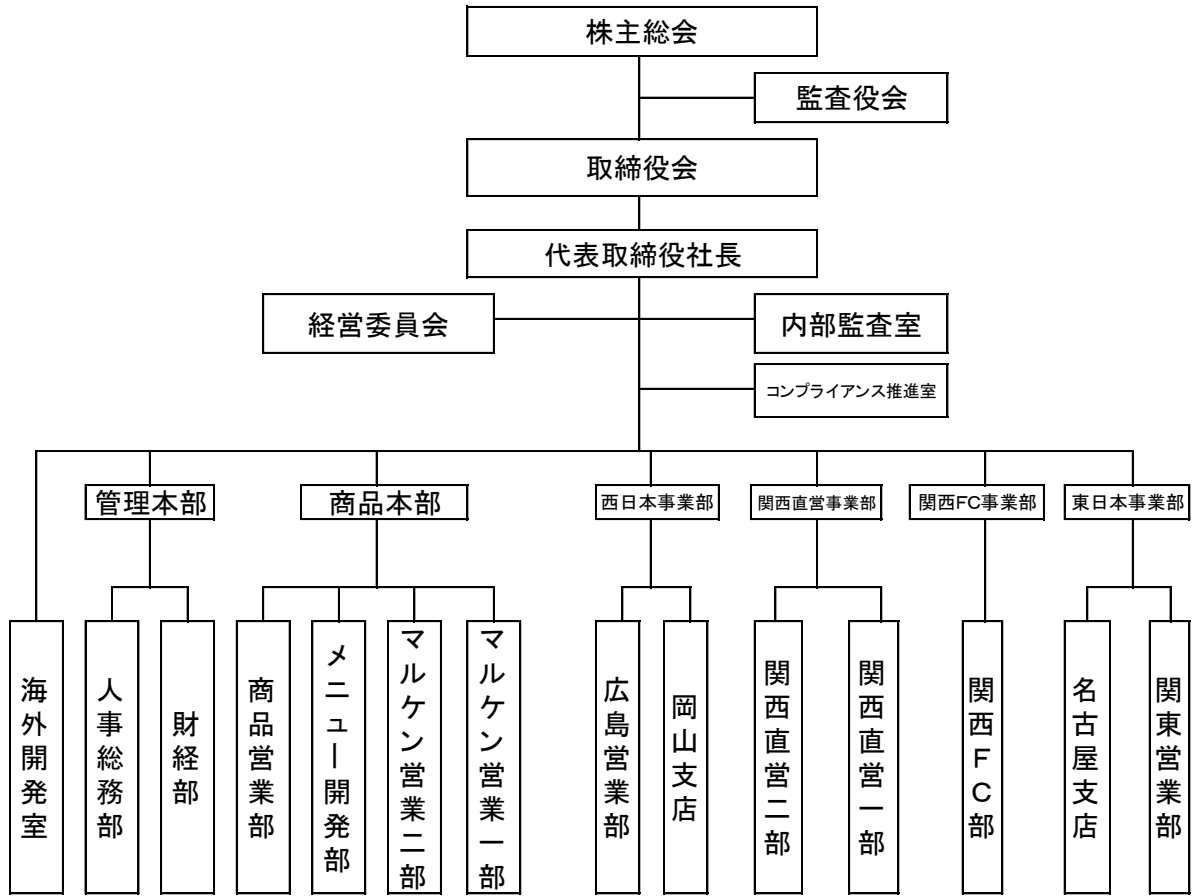 株主総会
監査役会
取締役会
代表取締役社長
経営委員会
内部監査室
コンプライアンス推進室
管理本部
商品本部
西日本事業部
関西直営事業部
関西FC事業部
東日本事業部
海外開発室
人事総務部
財経部
商品営業部
メニュー開発部
マルケン営業二部
マルケン営業一部
広島営業部
岡山支店
関西直営二部
関西直営一部
関西FC部
名古屋支店
関東営業部